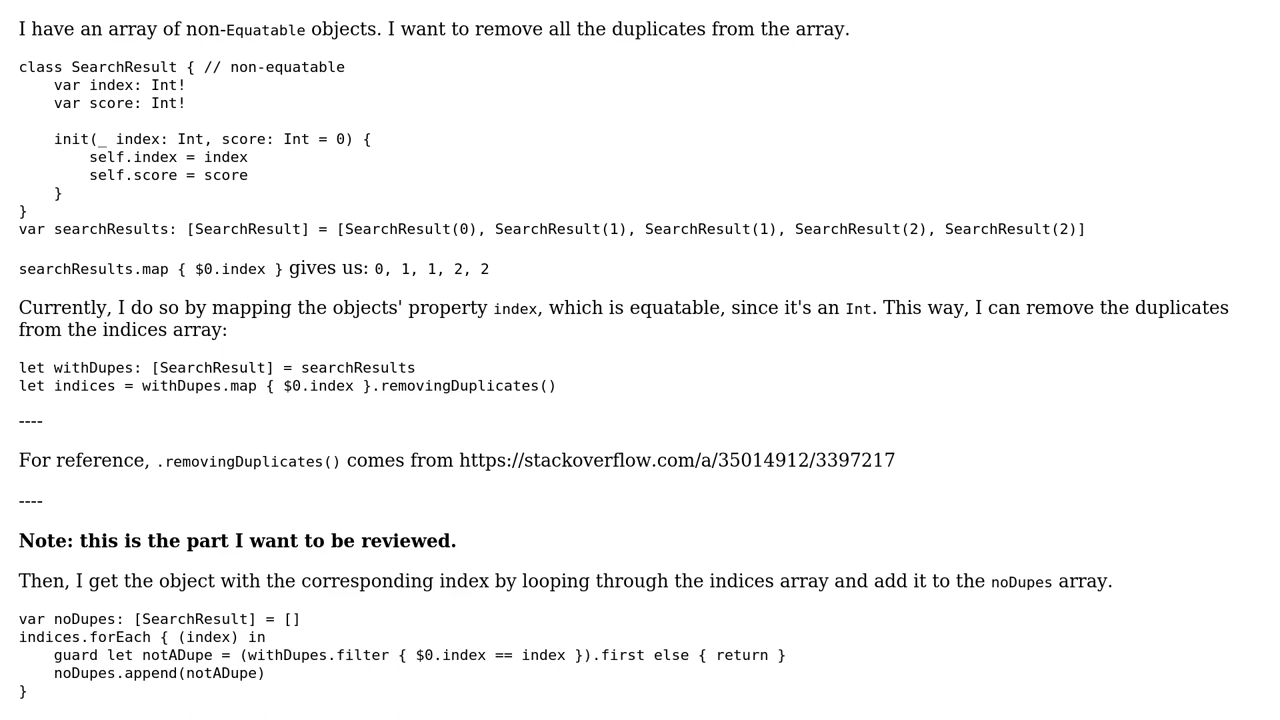 I have an array of non-Equatable objects. I want to remove all the duplicates from the array.
class SearchResult { // non-equatable
    var index: Int!
    var score: Int!

    init(_ index: Int, score: Int = 0) {
        self.index = index
        self.score = score
    }
}
var searchResults: [SearchResult] = [SearchResult(0), SearchResult(1), SearchResult(1), SearchResult(2), SearchResult(2)]
searchResults.map { $0.index } gives us: 0, 1, 1, 2, 2
Currently, I do so by mapping the objects' property index, which is equatable, since it's an Int. This way, I can remove the duplicates
from the indices array:
let withDupes: [SearchResult] = searchResults
let indices = withDupes.map { $0.index }.removingDuplicates()
----
For reference, .removingDuplicates() comes from https://stackoverflow.com/a/35014912/3397217
----
Note: this is the part I want to be reviewed.
Then, I get the object with the corresponding index by looping through the indices array and add it to the noDupes array.
var noDupes: [SearchResult] = []
indices.forEach { (index) in
    guard let notADupe = (withDupes.filter { $0.index == index }).first else { return }
    noDupes.append(notADupe)
}